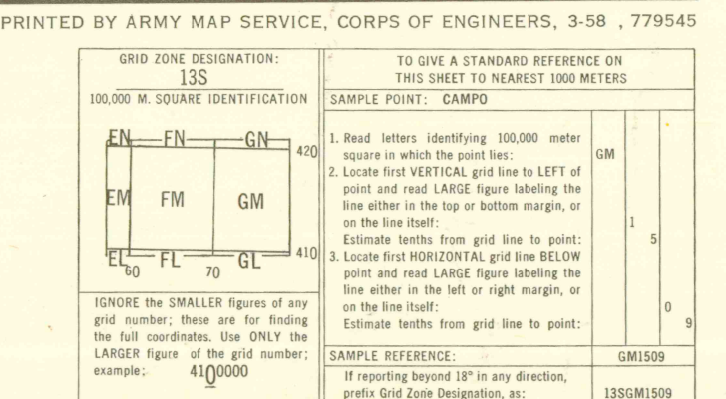 PRINTED BY ARMY MAP SERVICE, CORPS OF ENGINEERS, 3-58 , 779545
GRID ZONE DESIGNATION:
13S
100,000 M. SQUARE IDENTIFICATION
EN FN GN
420
EM FM GM
410
EL FL GL
60 70
IGNORE the SMALLER figures of any
grid number; these are for finding
the full coordinates. Use ONLY the
LARGER figure of the grid number;
example: 4100000
TO GIVE A STANDARD REFERENCE ON
THIS SHEET TO NEAREST 1000 METERS
SAMPLE POINT: CAMPO
1. Read letters identifying 100,000 meter
square in which the point lies: GM
2. Locate first VERTICAL grid line to LEFT of
point and read LARGE figure labeling the
line either in the top or bottom margin, or
on the line itself: 1
Estimate tenths from grid line to point: 5
3. Locate first HORIZONTAL grid line BELOW
point and read LARGE figure labeling the
line either in the left or right margin, or
on the line itself: 0
Estimate tenths from grid line to point: 9
SAMPLE REFERENCE: GM1509
If reporting beyond 18° in any direction,
prefix Grid Zone Designation, as: 13SGM1509